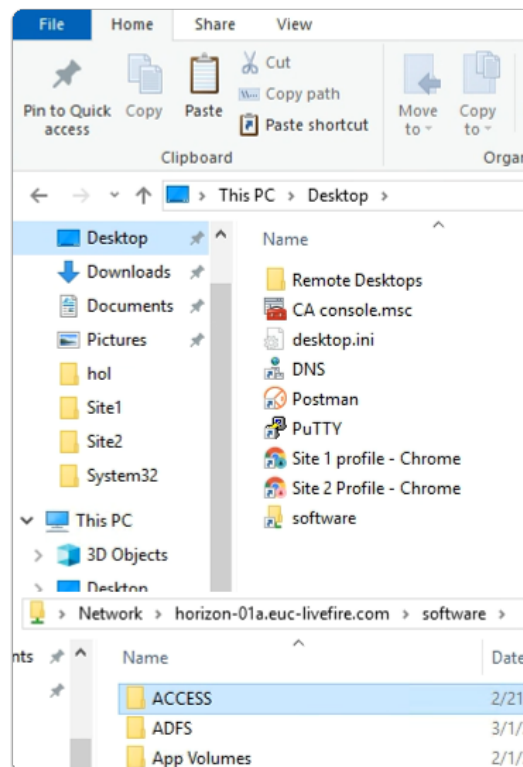 File Home Share View
Pin to Quick access
Copy
Paste
Cut
Copy path
Paste shortcut
Move to
Copy to
Clipboard
Organ
This PC > Desktop >
Desktop
Downloads
Documents
Pictures
hol
Site1
Site2
System32
This PC
3D Objects
Desktop
Name
Remote Desktops
CA console.msc
desktop.ini
DNS
Postman
PuTTY
Site 1 profile - Chrome
Site 2 Profile - Chrome
software
Network > horizon-01a.euc-livefire.com > software >
nts
Name Date
ACCESS 2/21
ADFS 3/1/
App Volumes 2/1/